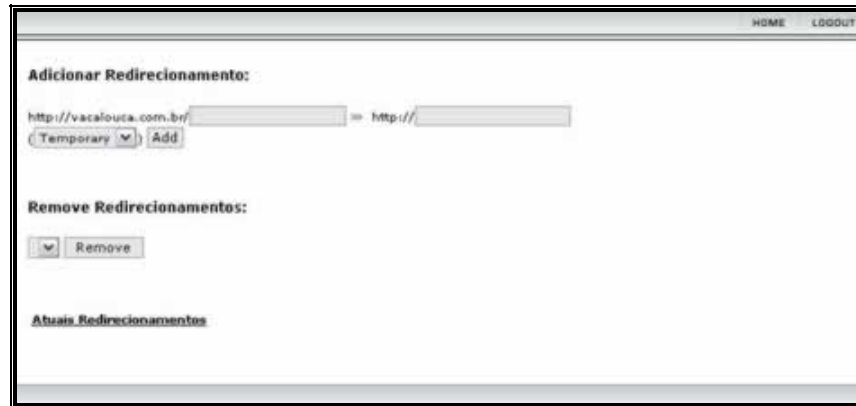 HOME LOGOUT
Adicionar Redirecionamento:
http://vacalouca.com.br/ => http://
( Temporary ) Add
Remove Redirecionamentos:
Remove
Atuais Redirecionamentos